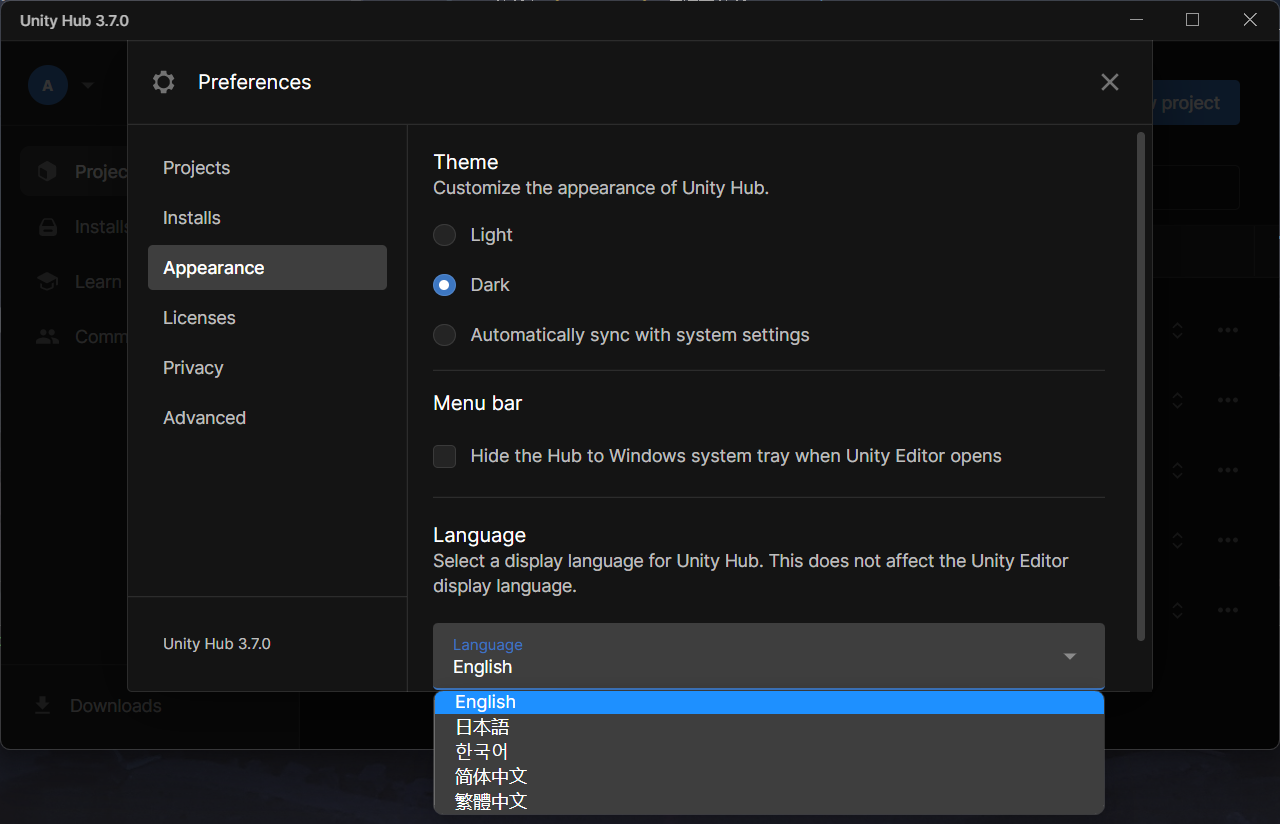 Unity Hub 3.7.0
A
Preferences
y project
Projec
Installs
Learn
Comm
Downloads
Projects
Installs
Appearance
Licenses
Privacy
Advanced
Unity Hub 3.7.0
Theme
Customize the appearance of Unity Hub.
Light
Dark
Automatically sync with system settings
Menu bar
Hide the Hub to Windows system tray when Unity Editor opens
Language
Select a display language for Unity Hub. This does not affect the Unity Editor
display language.
Language
English
English
日本語
한국어
简体中文
繁體中文